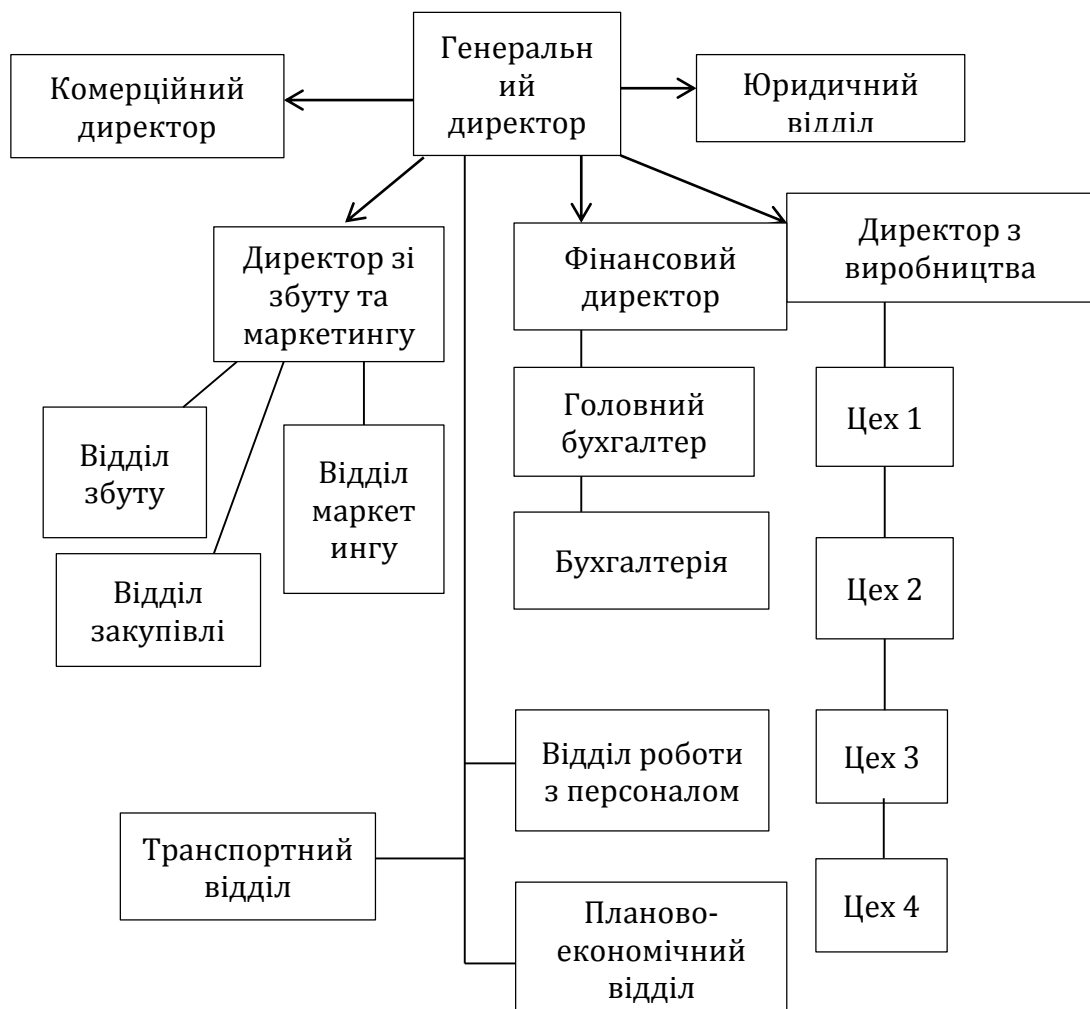 Генеральн
ий
директор
Комерційний
директор
Юридичний
відділ
Директор зі
збуту та
маркетингу
Фінансовий
директор
Директор з
виробництва
Відділ
збуту
Відділ
закупівлі
Відділ
маркет
ингу
Головний
бухгалтер
Бухгалтерія
Цех 1
Цех 2
Цех 3
Цех 4
Відділ роботи
з персоналом
Транспортний
відділ
Планово-
економічний
відділ